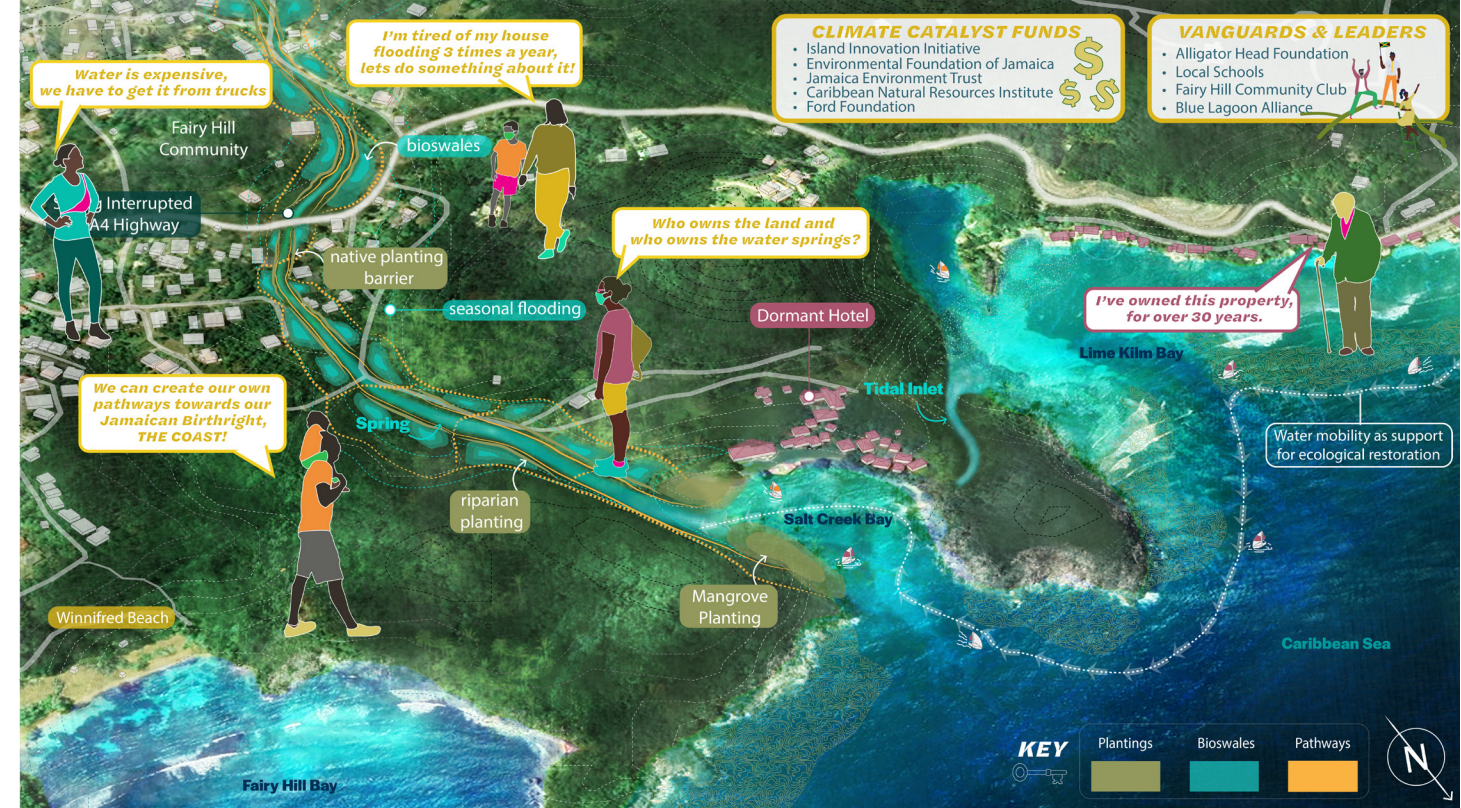 I'm tired of my house
flooding 3 times a year,
lets do something about it!
CLIMATE CATALYST FUNDS
• Island Innovation Initiative
• Environmental Foundation of Jamaica
• Jamaica Environment Trust
• Caribbean Natural Resources Institute
• Ford Foundation
$
$ $
VANGUARDS & LEADERS
• Alligator Head Foundation
• Local Schools
• Fairy Hill Community Club
• Blue Lagoon Alliance
Water is expensive,
we have to get it from trucks
Fairy Hill
Community
bioswales
Interrupted
A4 Highway
native planting
barrier
Who owns the land and
who owns the water springs?
seasonal flooding
Dormant Hotel
I've owned this property,
for over 30 years.
Lime Kilm Bay
We can create our own
pathways towards our
Jamaican Birthright,
THE COAST!
Spring
Tidal Inlet
Water mobility as support
for ecological restoration
riparian
planting
Salt Creek Bay
Mangrove
Planting
Winnifred Beach
Caribbean Sea
Fairy Hill Bay
KEY
Plantings
Bioswales
Pathways
N